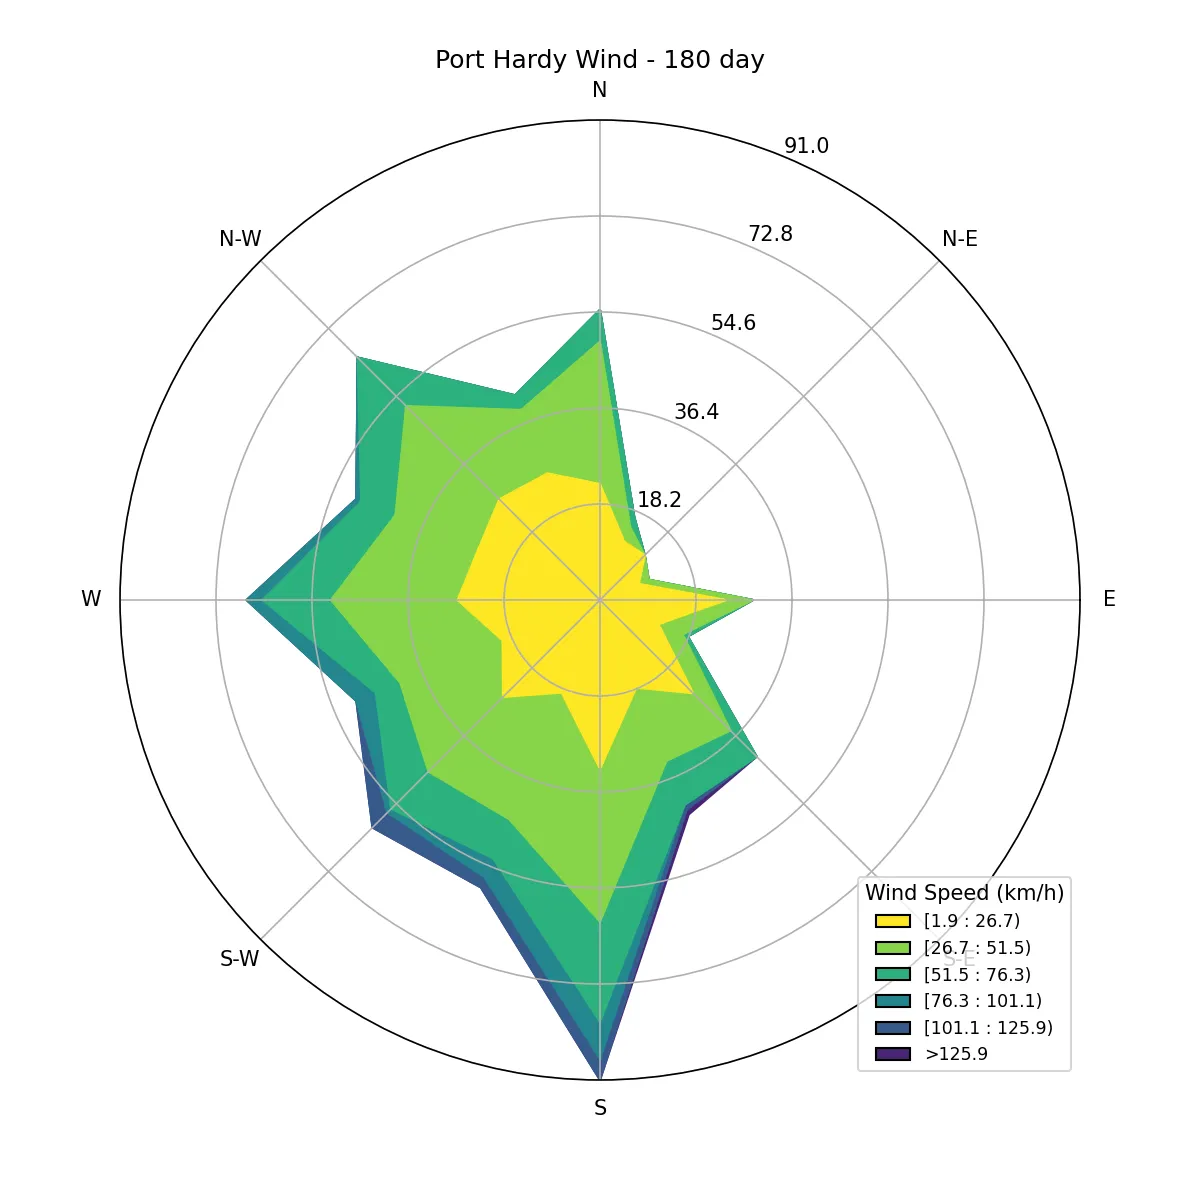 Port Hardy Wind - 180 day
N
91.0
72.8
N-W
N-E
54.6
36.4
18.2
W
E
Wind Speed (km/h)
[1.9 : 26.7)
[26.7 : 51.5)
S-W
S-E
[51.5 : 76.3)
[76.3 : 101.1)
[101.1 : 125.9)
>125.9
S